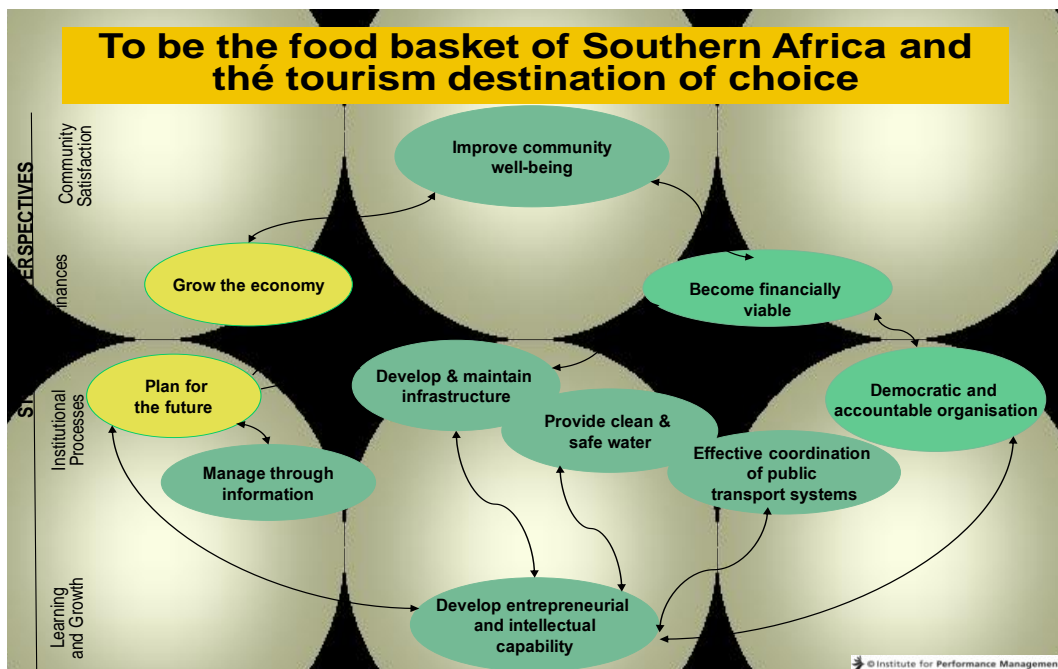 To be the food basket of Southern Africa and
thé tourism destination of choice
Community
Satisfaction
Improve community
well-being
Grow the economy
Become financially
viable
Institutional
Processes
Plan for
the future
Develop & maintain
infrastructure
Provide clean &
safe water
Democratic and
accountable organisation
Manage through
information
Effective coordination
of public
transport systems
Learning
and Growth
Develop entrepreneurial
and intellectual
capability
© Institute for Performance Managemen